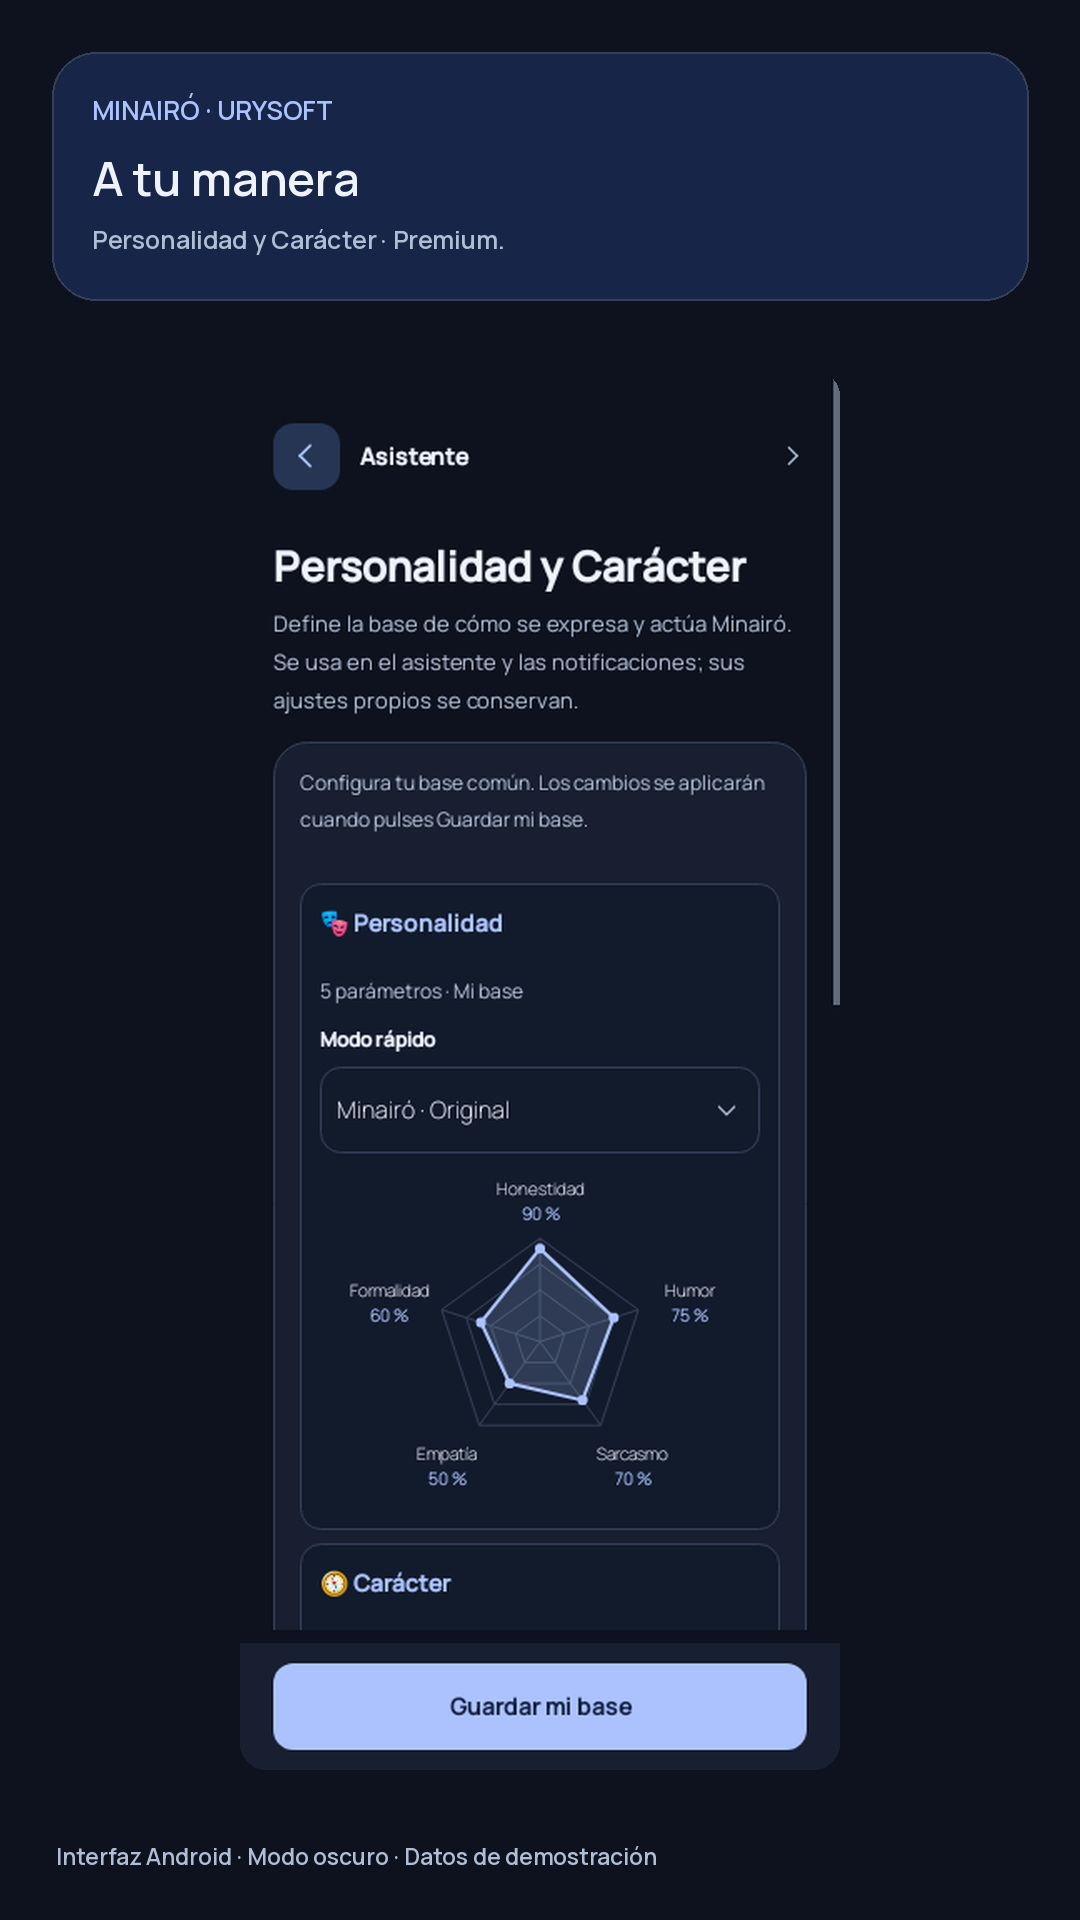 MINAIRÓ · URYSOFT
A tu manera
Personalidad y Carácter · Premium.
Asistente
Personalidad y Carácter
Define la base de cómo se expresa y actúa Minairó.
Se usa en el asistente y las notificaciones; sus
ajustes propios se conservan.
Configura tu base común. Los cambios se aplicarán
cuando pulses Guardar mi base.
Personalidad
5 parámetros · Mi base
Modo rápido
Minairó · Original
Honestidad
90 %
Formalidad
60 %
Humor
75 %
Empatía
50 %
Sarcasmo
70 %
Carácter
Guardar mi base
Interfaz Android · Modo oscuro · Datos de demostración